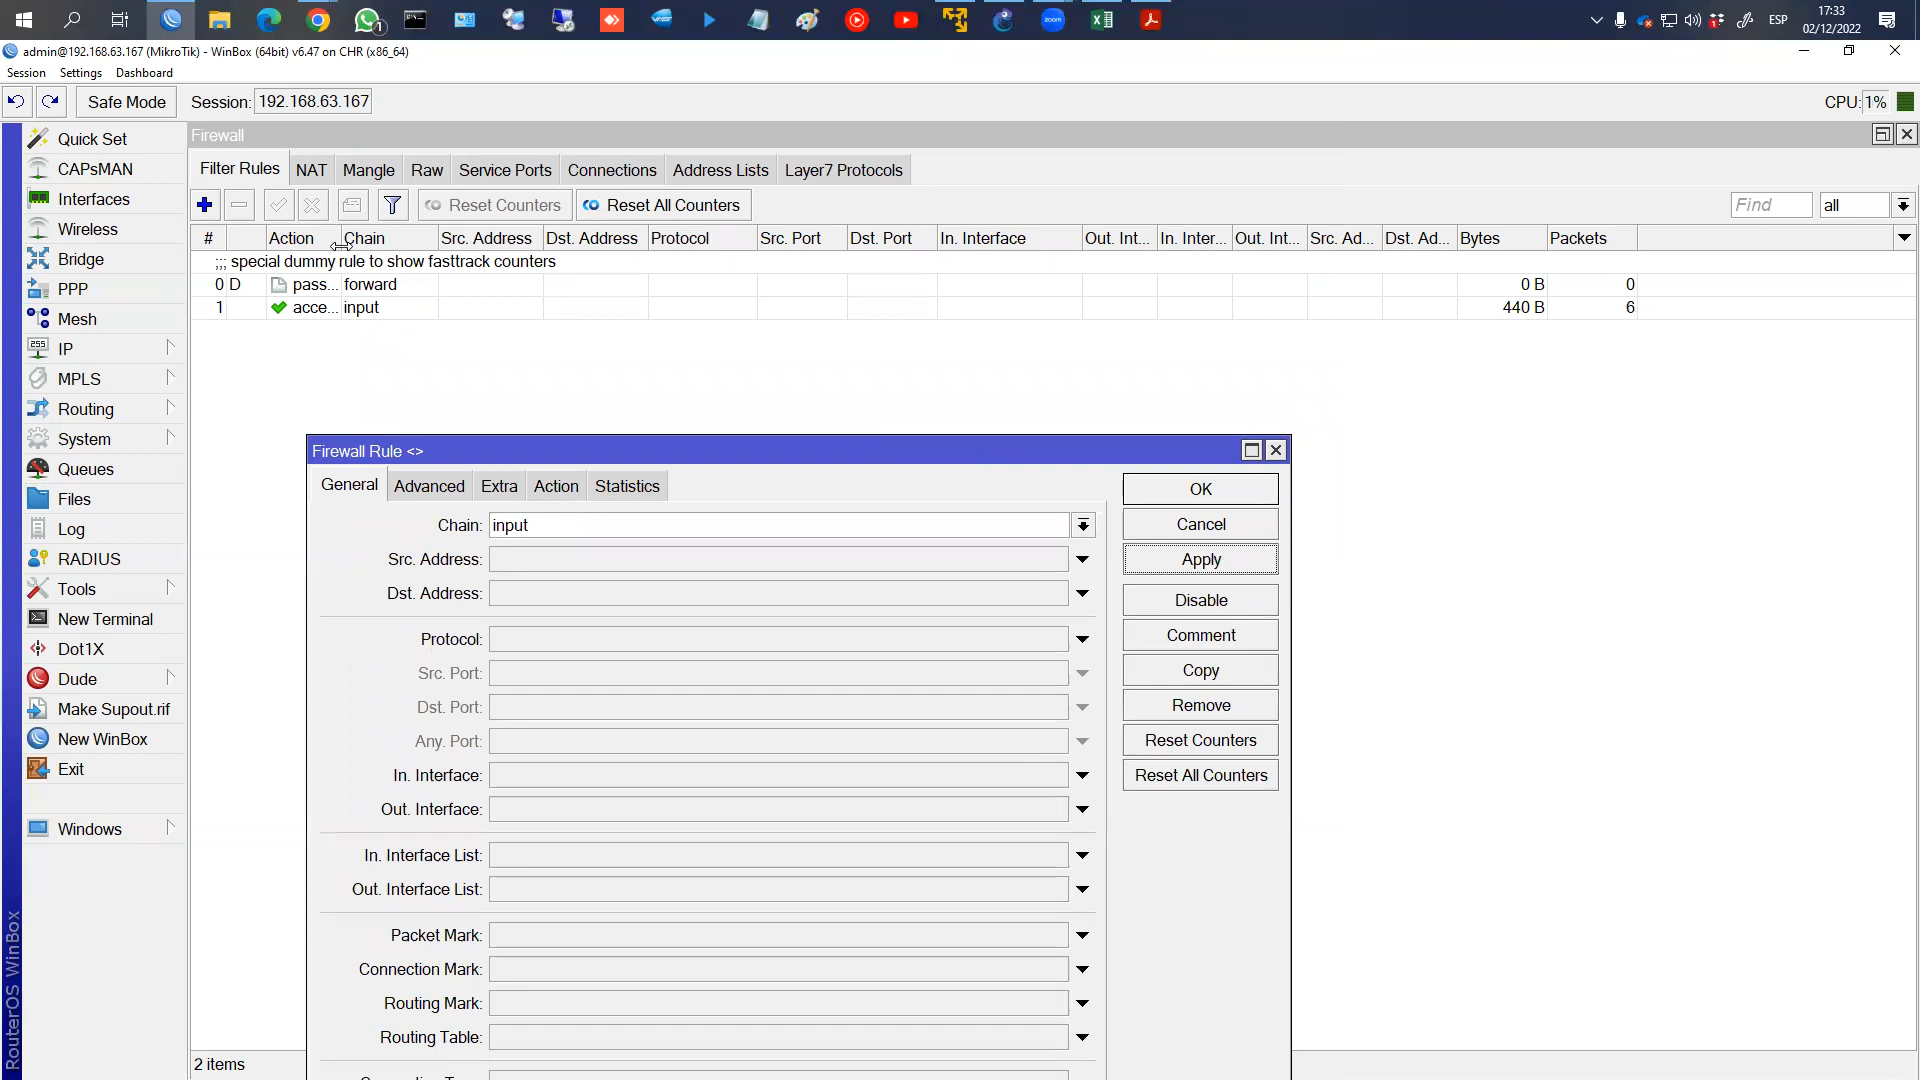 ESP
17:33
02/12/2022
admin@192.168.63.167 (MikroTik) - WinBox (64bit) v6.47 on CHR (x86_64)
Session Settings Dashboard
Safe Mode Session: 192.168.63.167 CPU: 1%
Firewall
Filter Rules NAT Mangle Raw Service Ports Connections Address Lists Layer7 Protocols
Reset Counters Reset All Counters Find all
# Action Chain Src. Address Dst. Address Protocol Src. Port Dst. Port In. Interface Out. Int... In. Inter... Out. Int... Src. Ad... Dst. Ad... Bytes Packets
;;; special dummy rule to show fasttrack counters
0 D pass... forward 0 B 0
1 acce... input 440 B 6
Quick Set
CAPsMAN
Interfaces
Wireless
Bridge
PPP
Mesh
255
IP
MPLS
Routing
System
Queues
Files
Log
RADIUS
Tools
New Terminal
Dot1X
Dude
Make Supout.rif
New WinBox
Exit
Windows
RouterOS WinBox
Firewall Rule <>
General Advanced Extra Action Statistics
Chain: input
Src. Address:
Dst. Address:
Protocol:
Src. Port:
Dst. Port:
Any. Port:
In. Interface:
Out. Interface:
In. Interface List:
Out. Interface List:
Packet Mark:
Connection Mark:
Routing Mark:
Routing Table:
OK
Cancel
Apply
Disable
Comment
Copy
Remove
Reset Counters
Reset All Counters
2 items